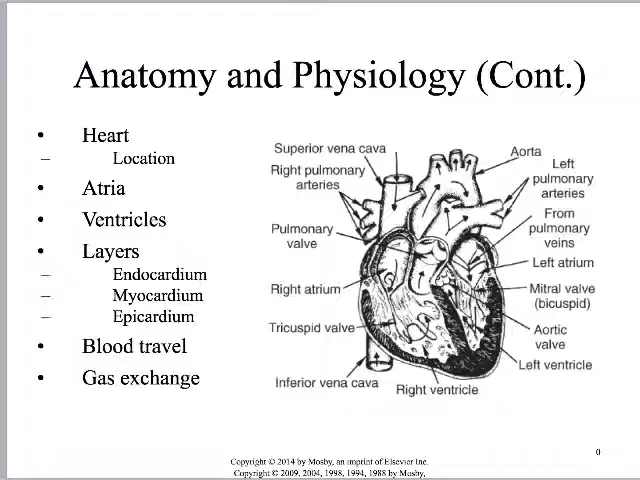 Anatomy and Physiology (Cont.)
• Heart
– Location
• Atria
• Ventricles
• Layers
– Endocardium
– Myocardium
– Epicardium
• Blood travel
• Gas exchange
Superior vena cava
Right pulmonary
arteries
Pulmonary
valve
Right atrium
Tricuspid valve
Inferior vena cava
Right ventricle
Aorta
Left
pulmonary
arteries
From
pulmonary
veins
Left atrium
Mitral valve
(bicuspid)
Aortic
valve
Left ventricle
0
Copyright © 2014 by Mosby, an imprint of Elsevier Inc.
Copyright © 2009, 2004, 1998, 1994, 1988 by Mosby,